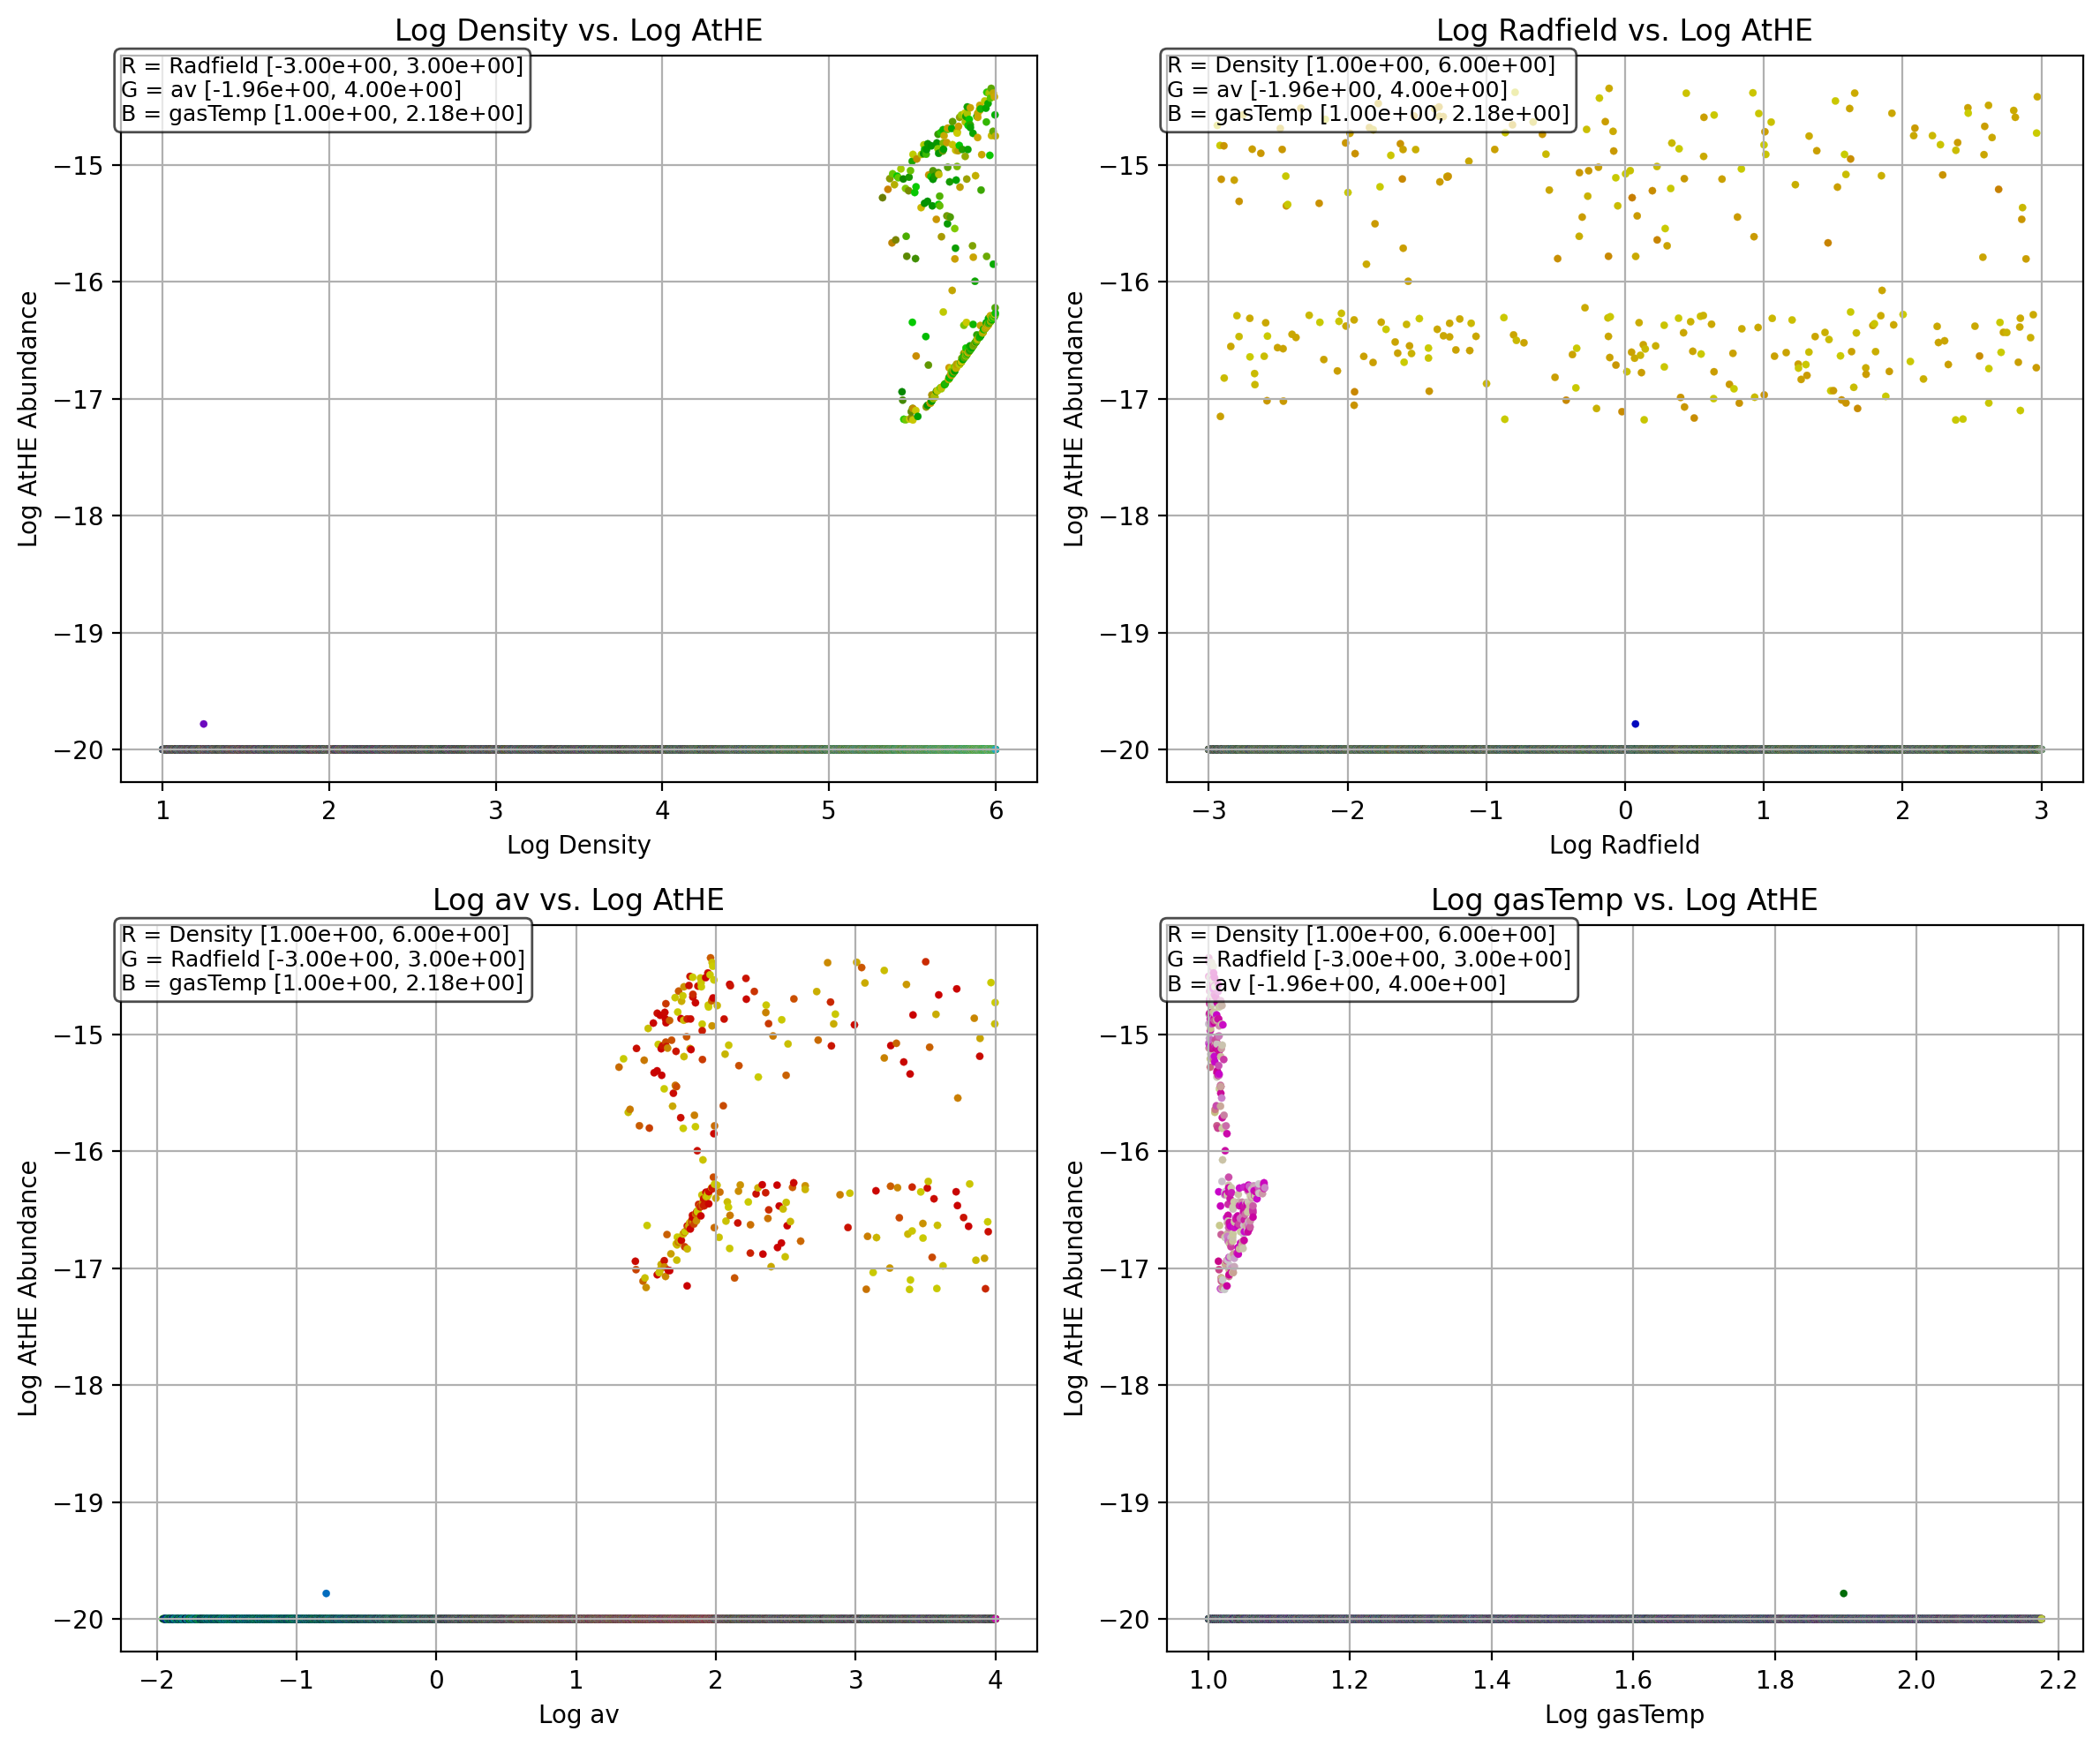 Log Density vs. Log AtHE
R = Radfield [-3.00e+00, 3.00e+00]
G = av [-1.96e+00, 4.00e+00]
B = gasTemp [1.00e+00, 2.18e+00]
Log AtHE Abundance
−15
−16
−17
−18
−19
−20
1 2 3 4 5 6
Log Density
Log Radfield vs. Log AtHE
R = Density [1.00e+00, 6.00e+00]
G = av [-1.96e+00, 4.00e+00]
B = gasTemp [1.00e+00, 2.18e+00]
Log AtHE Abundance
−15
−16
−17
−18
−19
−20
−3 −2 −1 0 1 2 3
Log Radfield
Log av vs. Log AtHE
R = Density [1.00e+00, 6.00e+00]
G = Radfield [-3.00e+00, 3.00e+00]
B = gasTemp [1.00e+00, 2.18e+00]
Log AtHE Abundance
−15
−16
−17
−18
−19
−20
−2 −1 0 1 2 3 4
Log av
Log gasTemp vs. Log AtHE
R = Density [1.00e+00, 6.00e+00]
G = Radfield [-3.00e+00, 3.00e+00]
B = av [-1.96e+00, 4.00e+00]
Log AtHE Abundance
−15
−16
−17
−18
−19
−20
1.0 1.2 1.4 1.6 1.8 2.0 2.2
Log gasTemp